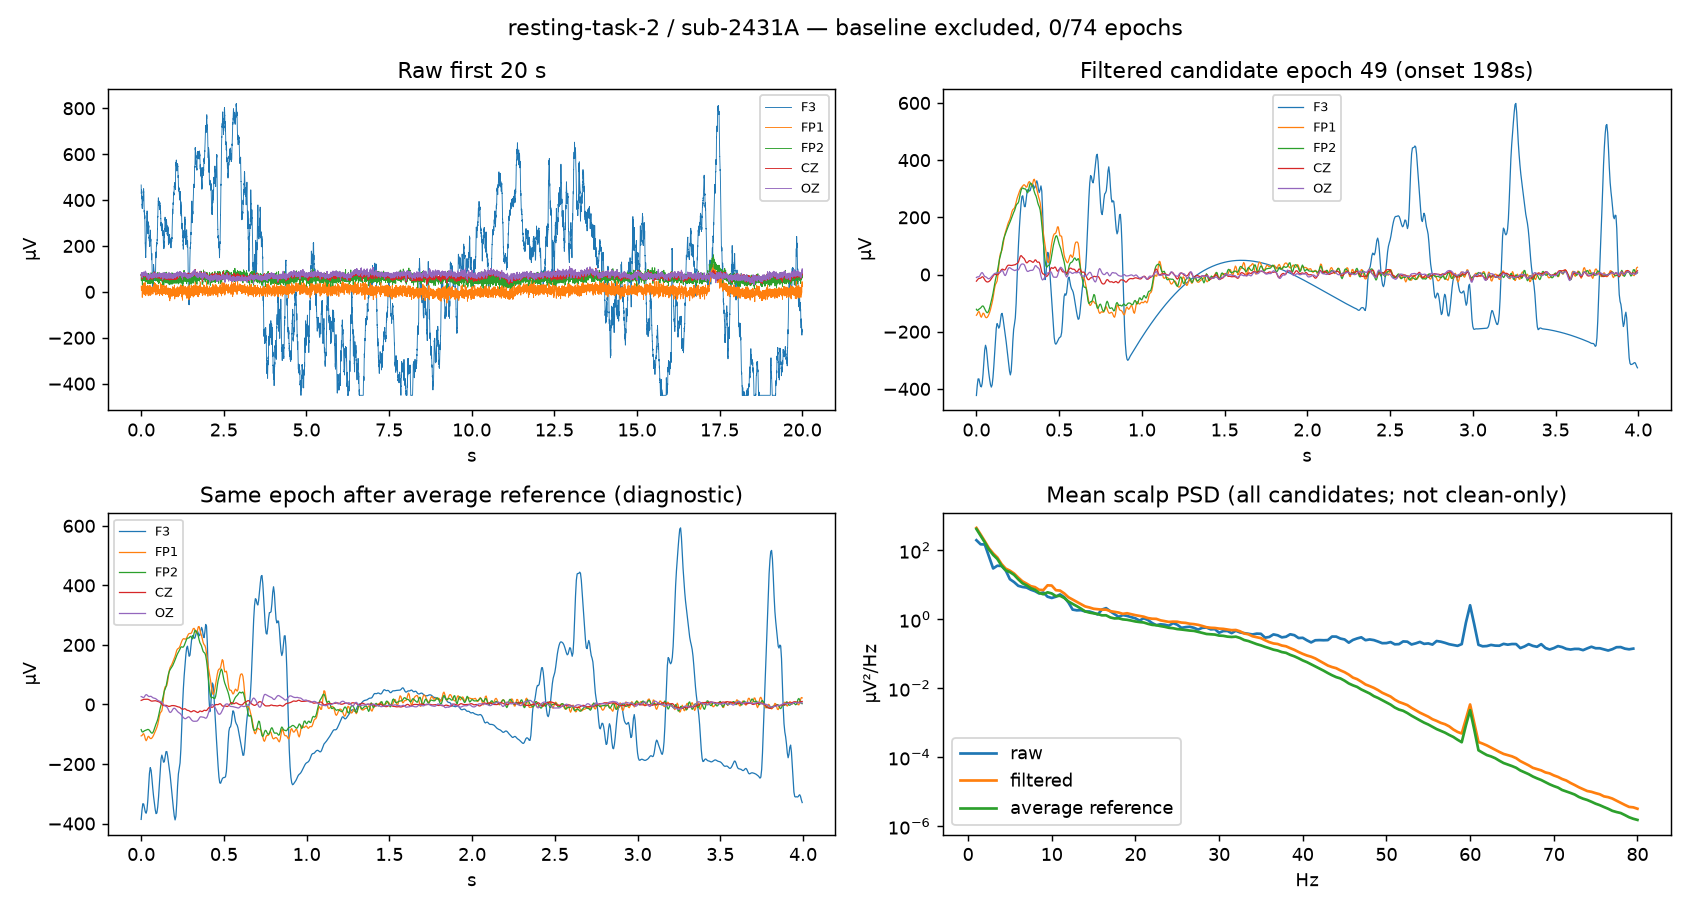 resting-task-2 / sub-2431A — baseline excluded, 0/74 epochs
Raw first 20 s
800
600
400
200
0
−200
−400
µV
0.0 2.5 5.0 7.5 10.0 12.5 15.0 17.5 20.0
s
F3
FP1
FP2
CZ
OZ
Filtered candidate epoch 49 (onset 198s)
600
400
200
0
−200
−400
µV
0.0 0.5 1.0 1.5 2.0 2.5 3.0 3.5 4.0
s
F3
FP1
FP2
CZ
OZ
Same epoch after average reference (diagnostic)
600
400
200
0
−200
−400
µV
0.0 0.5 1.0 1.5 2.0 2.5 3.0 3.5 4.0
s
F3
FP1
FP2
CZ
OZ
Mean scalp PSD (all candidates; not clean-only)
10²
10⁰
10⁻²
10⁻⁴
10⁻⁶
µV²/Hz
0 10 20 30 40 50 60 70 80
Hz
raw
filtered
average reference